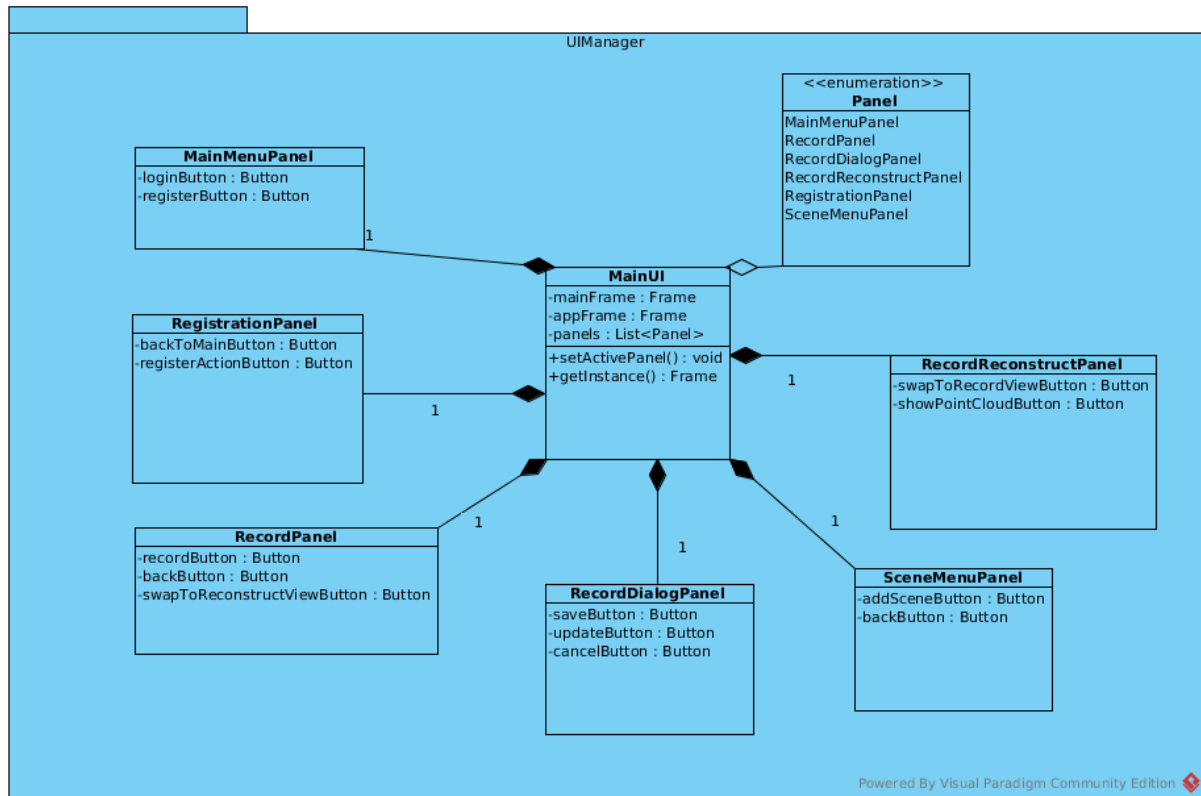 UIManager
<<enumeration>>
Panel
MainMenuPanel
RecordPanel
RecordDialogPanel
RecordReconstructPanel
RegistrationPanel
SceneMenuPanel
MainMenuPanel
-loginButton : Button
-registerButton : Button
1
MainUI
-mainFrame : Frame
-appFrame : Frame
-panels : List<Panel>
+setActivePanel() : void
+getInstance() : Frame
RegistrationPanel
-backToMainButton : Button
-registerActionButton : Button
1
RecordReconstructPanel
-swapToRecordViewButton : Button
-showPointCloudButton : Button
1
RecordPanel
-recordButton : Button
-backButton : Button
-swapToReconstructViewButton : Button
1
RecordDialogPanel
-saveButton : Button
-updateButton : Button
-cancelButton : Button
1
SceneMenuPanel
-addSceneButton : Button
-backButton : Button
1
Powered By Visual Paradigm Community Edition